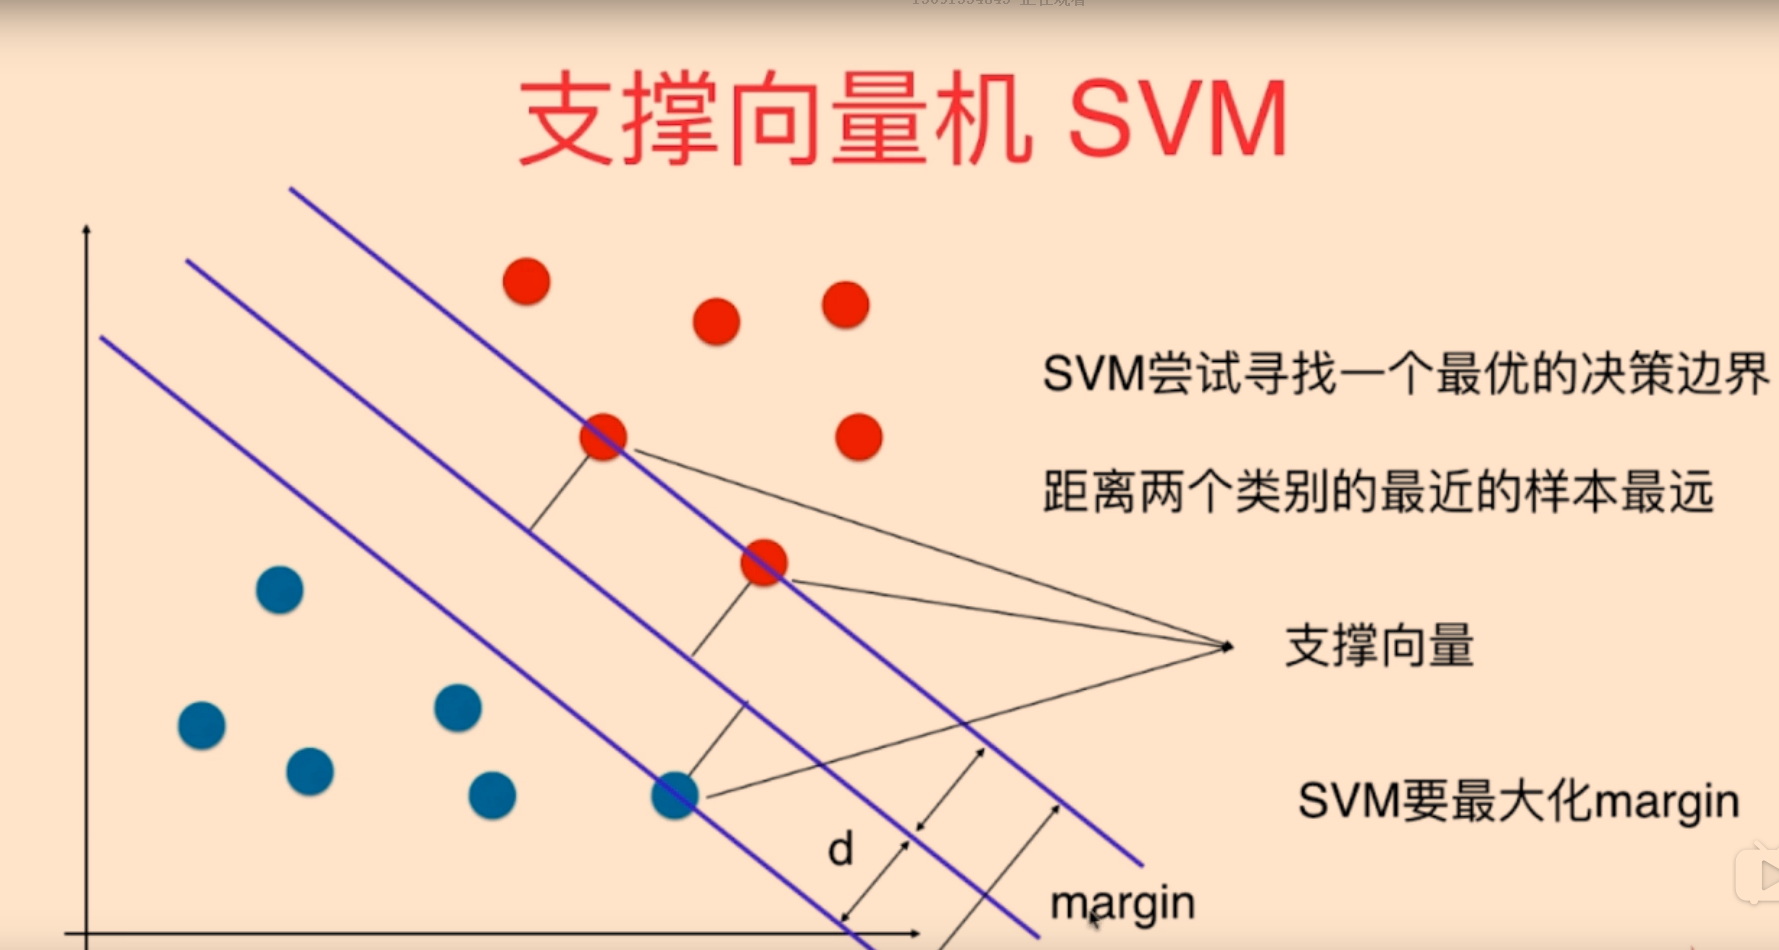 支撑向量机 SVM
SVM尝试寻找一个最优的决策边界
距离两个类别的最近的样本最远
支撑向量
SVM要最大化margin
d
margin